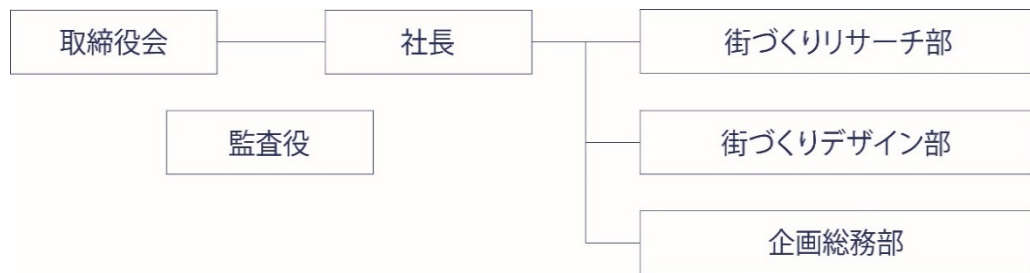 取締役会
社長
街づくりリサーチ部
監査役
街づくりデザイン部
企画総務部